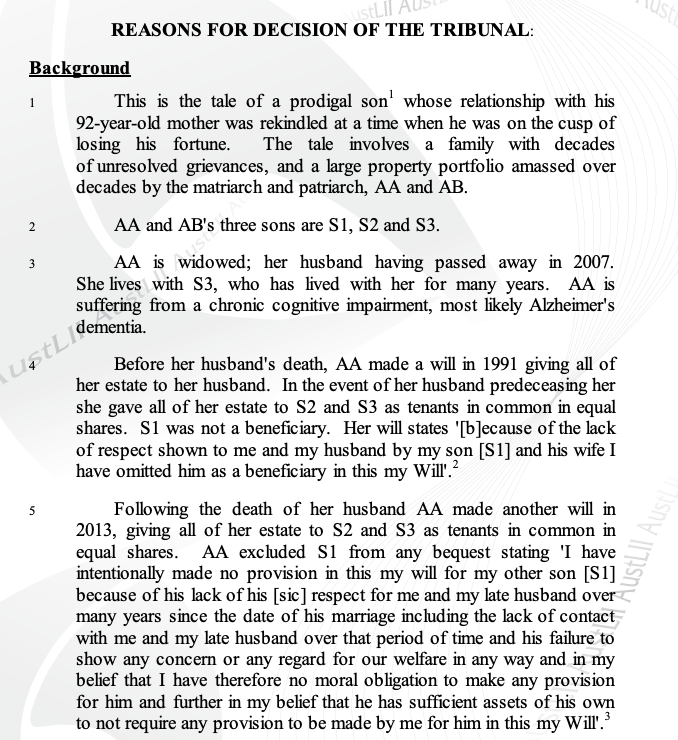 REASONS FOR DECISION OF THE TRIBUNAL:
Background
1 This is the tale of a prodigal son1 whose relationship with his
92-year-old mother was rekindled at a time when he was on the cusp of
losing his fortune. The tale involves a family with decades
of unresolved grievances, and a large property portfolio amassed over
decades by the matriarch and patriarch, AA and AB.
2 AA and AB's three sons are S1, S2 and S3.
3 AA is widowed; her husband having passed away in 2007.
She lives with S3, who has lived with her for many years. AA is
suffering from a chronic cognitive impairment, most likely Alzheimer's
dementia.
4 Before her husband's death, AA made a will in 1991 giving all of
her estate to her husband. In the event of her husband predeceasing her
she gave all of her estate to S2 and S3 as tenants in common in equal
shares. S1 was not a beneficiary. Her will states '[b]ecause of the lack
of respect shown to me and my husband by my son [S1] and his wife I
have omitted him as a beneficiary in this my Will'.2
5 Following the death of her husband AA made another will in
2013, giving all of her estate to S2 and S3 as tenants in common in
equal shares. AA excluded S1 from any bequest stating 'I have
intentionally made no provision in this my will for my other son [S1]
because of his lack of his [sic] respect for me and my late husband over
many years since the date of his marriage including the lack of contact
with me and my late husband over that period of time and his failure to
show any concern or any regard for our welfare in any way and in my
belief that I have therefore no moral obligation to make any provision
for him and further in my belief that he has sufficient assets of his own
to not require any provision to be made by me for him in this my Will'.3